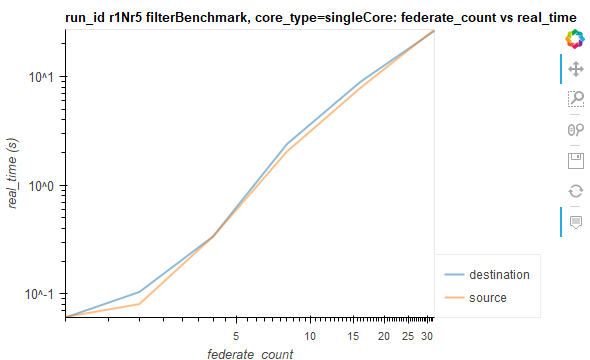 run_id r1Nr5 filterBenchmark, core_type=singleCore: federate_count vs real_time
real_time (s)
10^1
10^0
10^-1
5 10 15 20 25 30
federate_count
destination
source